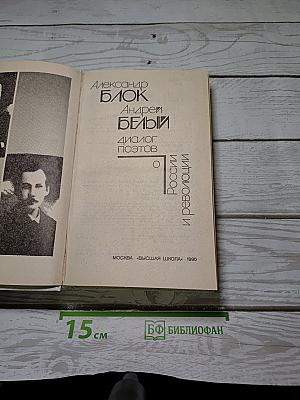 Александр
БЛОК
Андрей
БЕЛЫЙ
ДИАЛОГ
ПОЭТОВ
О
РОССИИ
И РЕВОЛЮЦИИ
МОСКВА «ВЫСШАЯ ШКОЛА» 1990
15 см
БФ БИБЛИОФАН